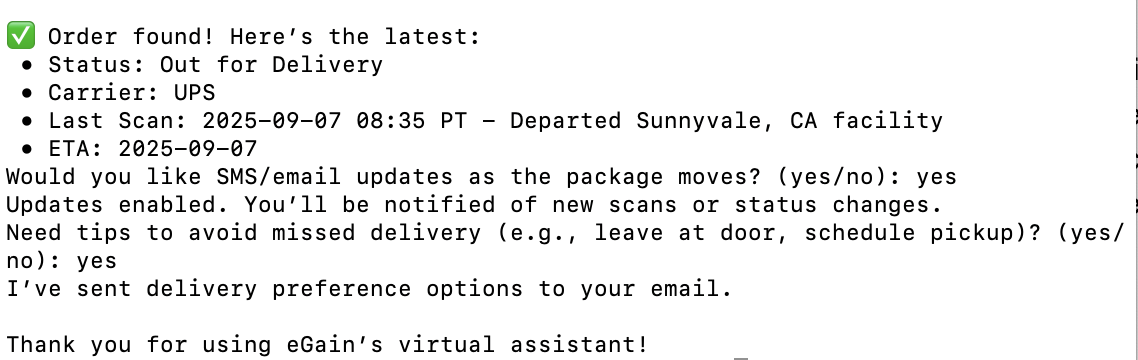 ✅ Order found! Here’s the latest:
• Status: Out for Delivery
• Carrier: UPS
• Last Scan: 2025-09-07 08:35 PT – Departed Sunnyvale, CA facility
• ETA: 2025-09-07
Would you like SMS/email updates as the package moves? (yes/no): yes
Updates enabled. You’ll be notified of new scans or status changes.
Need tips to avoid missed delivery (e.g., leave at door, schedule pickup)? (yes/
no): yes
I’ve sent delivery preference options to your email.
Thank you for using eGain’s virtual assistant!